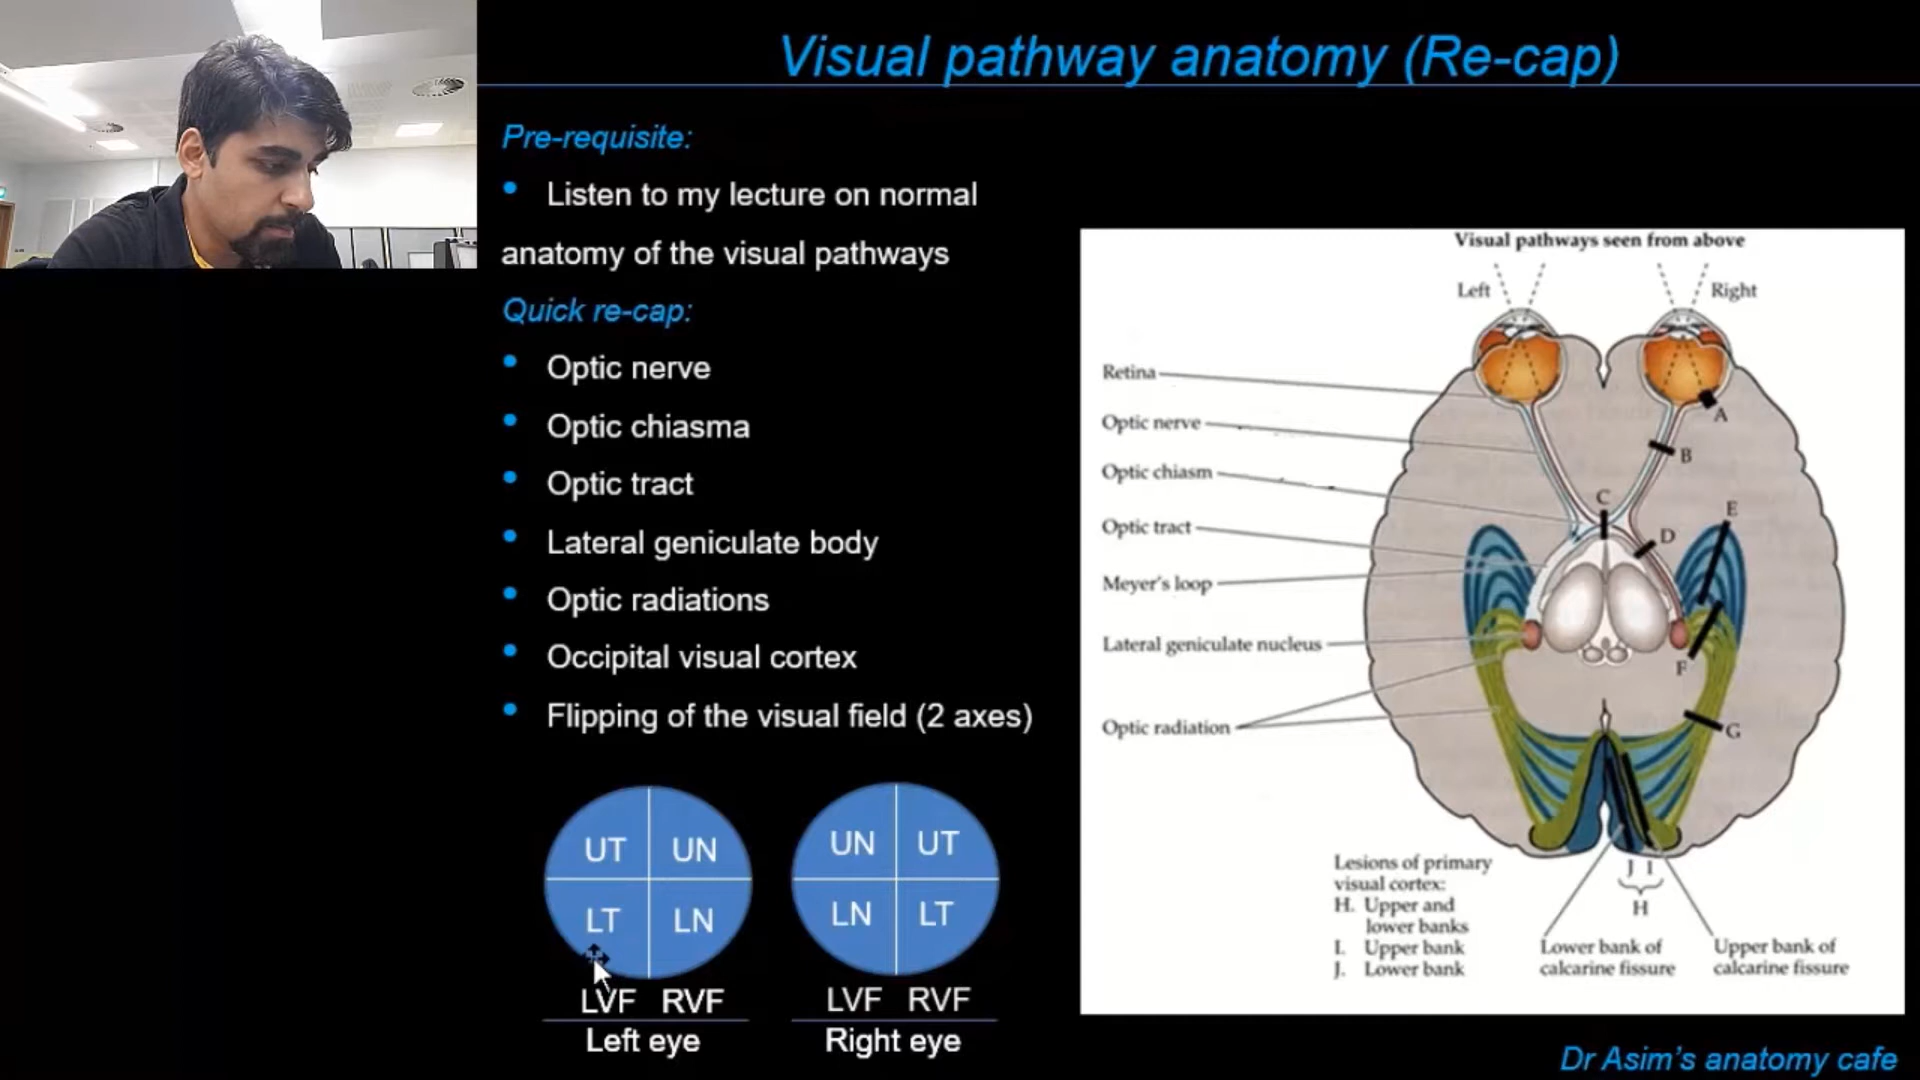 Visual pathway anatomy (Re-cap)
Pre-requisite:
• Listen to my lecture on normal
anatomy of the visual pathways
Quick re-cap:
• Optic nerve
• Optic chiasma
• Optic tract
• Lateral geniculate body
• Optic radiations
• Occipital visual cortex
• Flipping of the visual field (2 axes)
UT UN
LT LN
LVF RVF
Left eye
UN UT
LN LT
LVF RVF
Right eye
Visual pathways seen from above
Left
Right
Retina
Optic nerve
Optic chiasm
Optic tract
Meyer's loop
Lateral geniculate nucleus
Optic radiation
A
B
C
D
E
F
G
J I
H
Lesions of primary
visual cortex:
H. Upper and
lower banks
I. Upper bank
J. Lower bank
Lower bank of
calcarine fissure
Upper bank of
calcarine fissure
Dr Asim's anatomy cafe